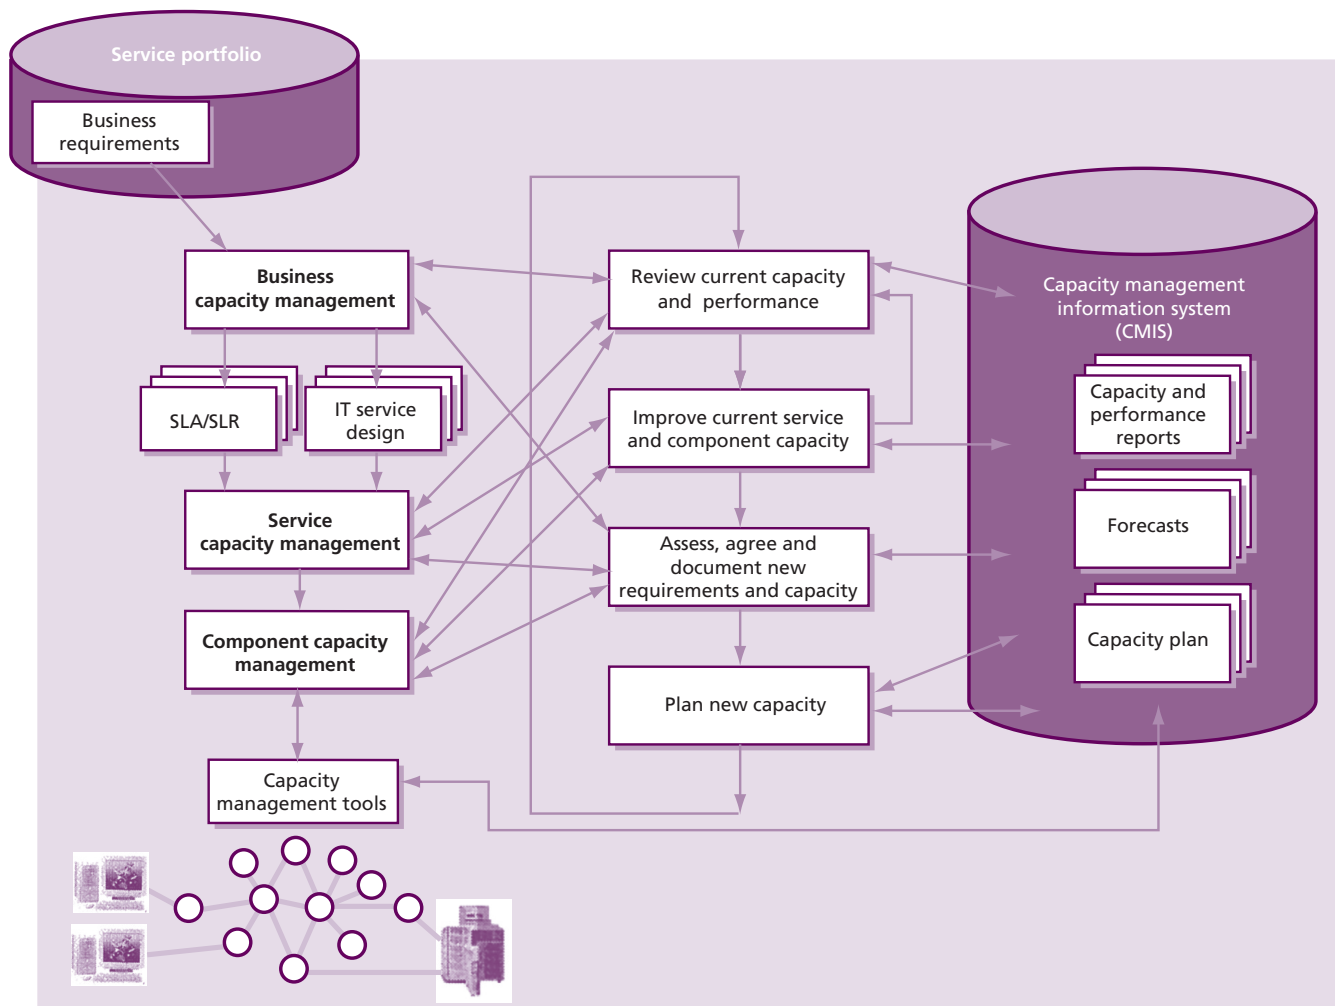 Service portfolio
Business
requirements
Business
capacity management
SLA/SLR
IT service
design
Service
capacity management
Component capacity
management
Capacity
management tools
Review current capacity
and performance
Improve current service
and component capacity
Assess, agree and
document new
requirements and capacity
Plan new capacity
Capacity management
information system
(CMIS)
Capacity and
performance
reports
Forecasts
Capacity plan